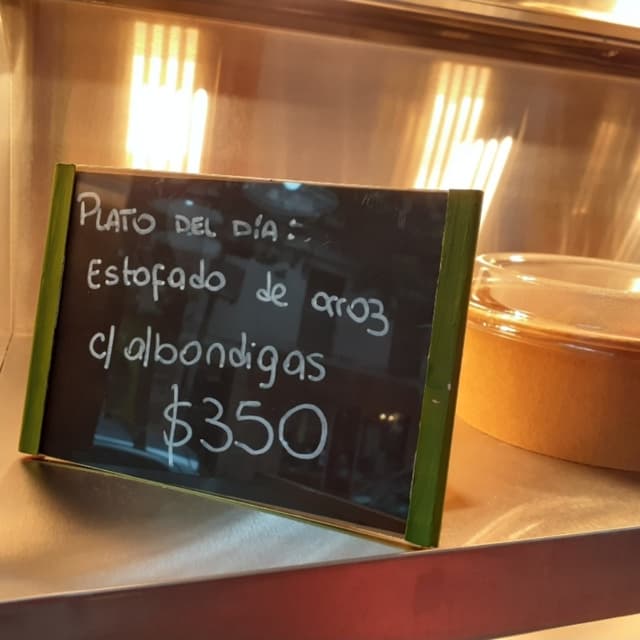 PLATO DEL DÍA:
Estofado de arroz
c/ albondigas
$350